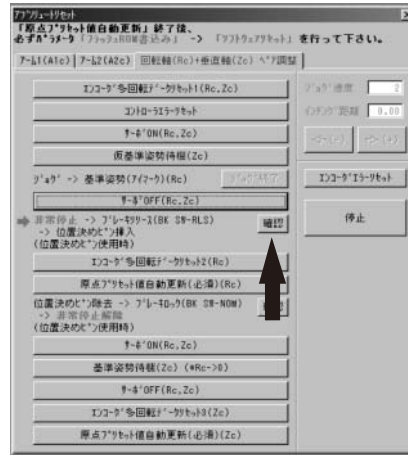 アブソリュートリセット
「原点プリセット値自動更新」終了後、
必ずパラメータ「フラッシュROM書込み」 -> 「ソフトウェアリセット」 を行って下さい。
アーム1(A1c) アーム2(A2c) 回転軸(Rc)+垂直軸(Zc) ペア調整
エンコーダ多回転データリセット1(Rc,Zc)
コントローラエラーリセット
サーボON(Rc,Zc)
仮基準姿勢待機(Zc)
ジョグ -> 基準姿勢(アイマーク)(Rc) ジョグ終了
サーボOFF(Rc,Zc)
非常停止 -> ブレーキリリース(BK SW-RLS)
-> 位置決めピン挿入
(位置決めピン使用時)
確認
エンコーダ多回転データリセット2(Rc,Zc)
原点プリセット値自動更新(必須)(Rc)
位置決めピン除去 -> ブレーキロック(BK SW-NOM)
-> 非常停止解除
(位置決めピン使用時)
サーボON(Rc,Zc)
基準姿勢待機(Zc) (*Rc->0)
サーボOFF(Rc,Zc)
エンコーダ多回転データリセット3(Rc,Zc)
原点プリセット値自動更新(必須)(Zc)
ジョグ速度 2
インチング距離 0.00
<-(-) ->(+)
エンコーダエラーリセット
停止